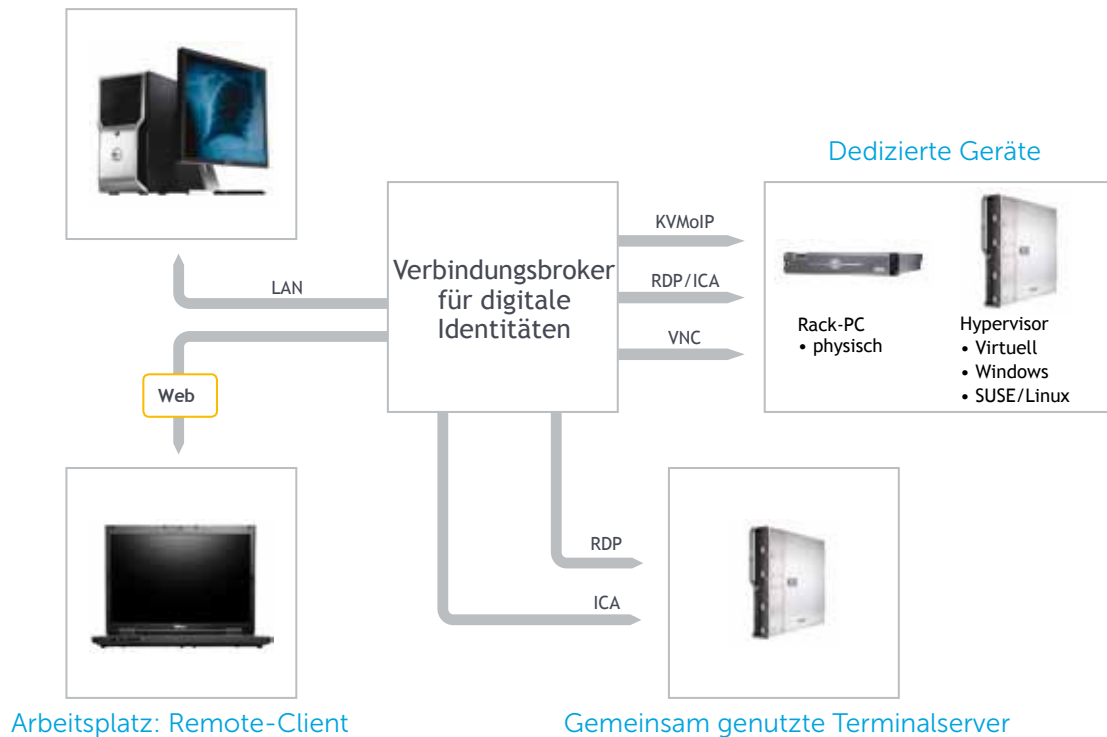 Dedizierte Geräte
KVMoIP
Verbindungsbroker
für digitale
Identitäten
LAN
RDP/ICA
VNC
Rack-PC
• physisch
Hypervisor
• Virtuell
• Windows
• SUSE/Linux
Web
RDP
ICA
Arbeitsplatz: Remote-Client
Gemeinsam genutzte Terminalserver